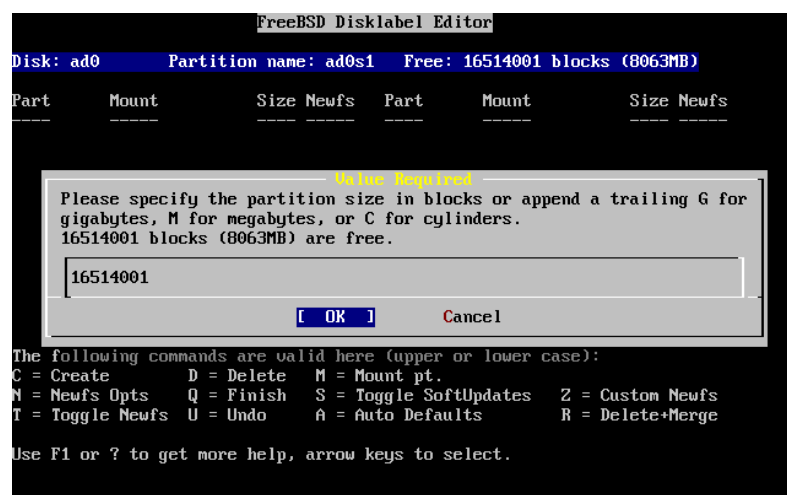 FreeBSD Disklabel Editor
Disk: ad0 Partition name: ad0s1 Free: 16514001 blocks (8063MB)
Part Mount Size Newfs Part Mount Size Newfs
---- ----- ---- ----- ---- ----- ---- -----
Value Required
Please specify the partition size in blocks or append a trailing G for
gigabytes, M for megabytes, or C for cylinders.
16514001 blocks (8063MB) are free.
16514001
[ OK ] Cancel
The following commands are valid here (upper or lower case):
C = Create D = Delete M = Mount pt.
N = Newfs Opts Q = Finish S = Toggle SoftUpdates Z = Custom Newfs
T = Toggle Newfs U = Undo A = Auto Defaults R = Delete+Merge
Use F1 or ? to get more help, arrow keys to select.